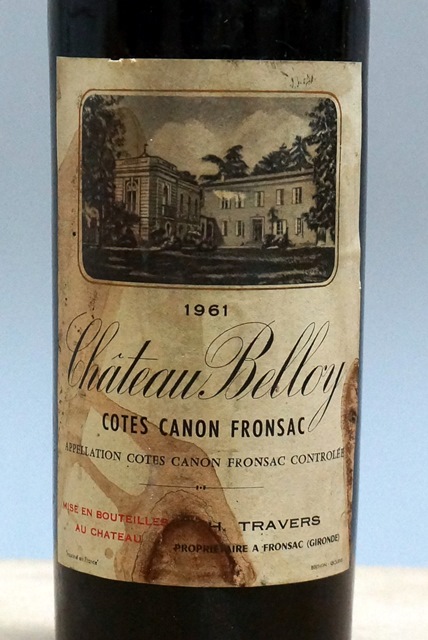 1961
Château Belloy
COTES CANON FRONSAC
APPELLATION COTES CANON FRONSAC CONTROLÉE
MISE EN BOUTEILLES
AU CHATEAU
H. TRAVERS
PROPRIETAIRE A FRONSAC (GIRONDE)